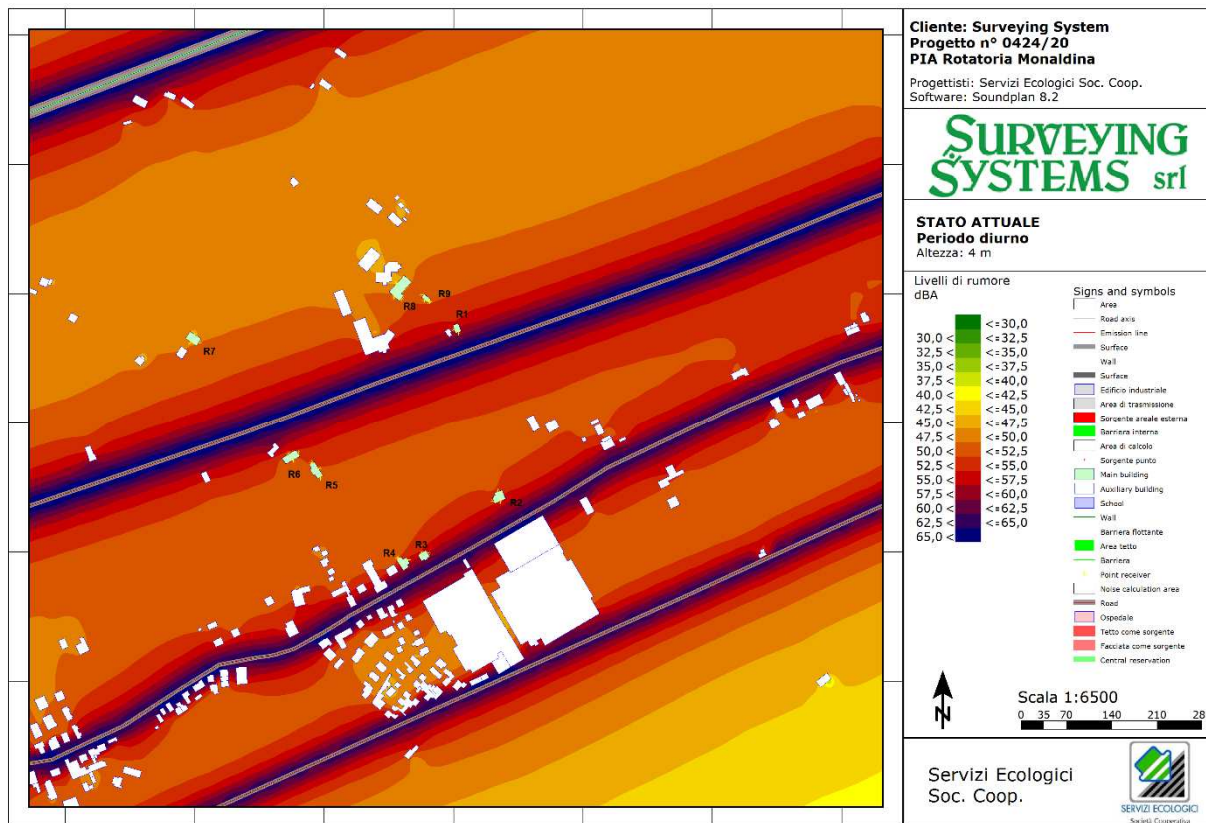 Cliente: Surveying System
Progetto n° 0424/20
PIA Rotatoria Monaldina
Progettisti: Servizi Ecologici Soc. Coop.
Software: Soundplan 8.2
SURVEYING
SYSTEMS srl
STATO ATTUALE
Periodo diurno
Altezza: 4 m
Livelli di rumore
dBA
<=30,0
30,0 < <=32,5
32,5 < <=35,0
35,0 < <=37,5
37,5 < <=40,0
40,0 < <=42,5
42,5 < <=45,0
45,0 < <=47,5
47,5 < <=50,0
50,0 < <=52,5
52,5 < <=55,0
55,0 < <=57,5
57,5 < <=60,0
60,0 < <=62,5
62,5 < <=65,0
65,0 <
Signs and symbols
Area
Road axis
Emission line
Surface
Wall
Surface
Edificio industriale
Area di trasmissione
Sorgente areale esterna
Barriera interna
Area di calcolo
Sorgente punto
Main building
Auxiliary building
School
Wall
Barriera flottante
Area tetto
Barriera
Point receiver
Noise calculation area
Road
Ospedale
Tetto come sorgente
Facciata come sorgente
Central reservation
N
Scala 1:6500
0 35 70 140 210 28
Servizi Ecologici
Soc. Coop.
SERVIZI ECOLOGICI
Società Cooperativa
R9
R8
R1
R7
R6
R5
R2
R4
R3